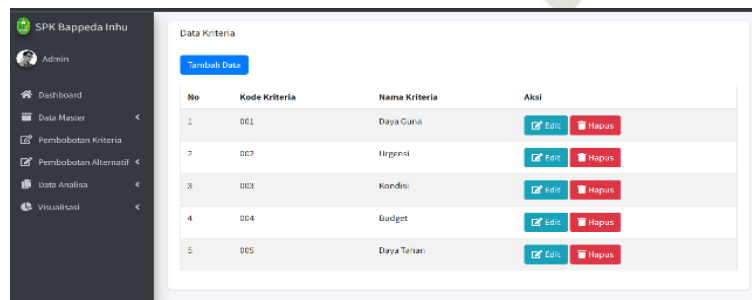 SPK Bappeda Inhu
Admin
Dashboard
Data Master
Pembobotan Kriteria
Pembobotan Alternatif
Data Analisa
Visualisasi
Data Kriteria
Tambah Data
No Kode Kriteria Nama Kriteria Aksi
1 001 Daya Guna Edit Hapus
2 002 Urgensi Edit Hapus
3 003 Kondisi Edit Hapus
4 004 Budget Edit Hapus
5 005 Daya Tahan Edit Hapus